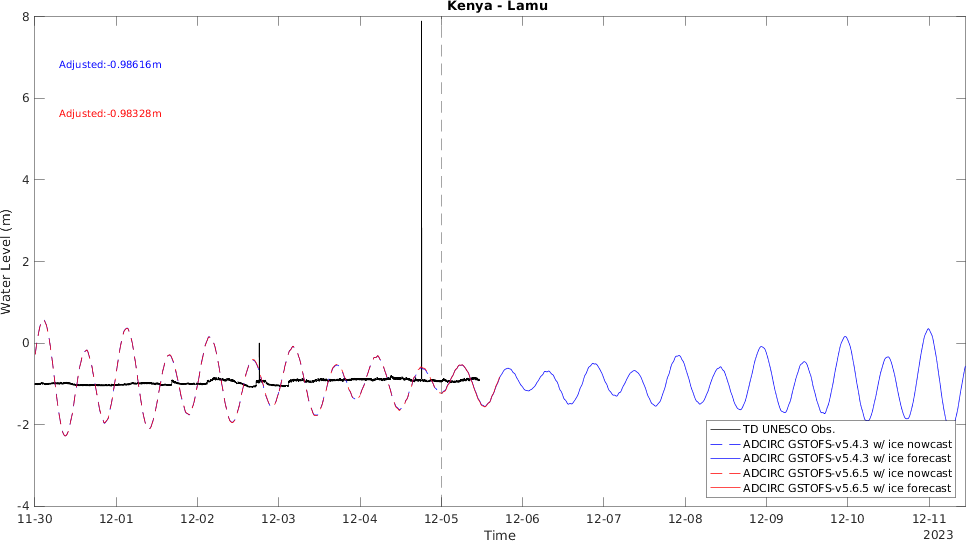 Kenya - Lamu
8
6
4
2
0
-2
-4
Water Level (m)
Adjusted:-0.98616m
Adjusted:-0.98328m
TD UNESCO Obs.
ADCIRC GSTOFS-v5.4.3 w/ ice nowcast
ADCIRC GSTOFS-v5.4.3 w/ ice forecast
ADCIRC GSTOFS-v5.6.5 w/ ice nowcast
ADCIRC GSTOFS-v5.6.5 w/ ice forecast
11-30 12-01 12-02 12-03 12-04 12-05 12-06 12-07 12-08 12-09 12-10 12-11
2023
Time